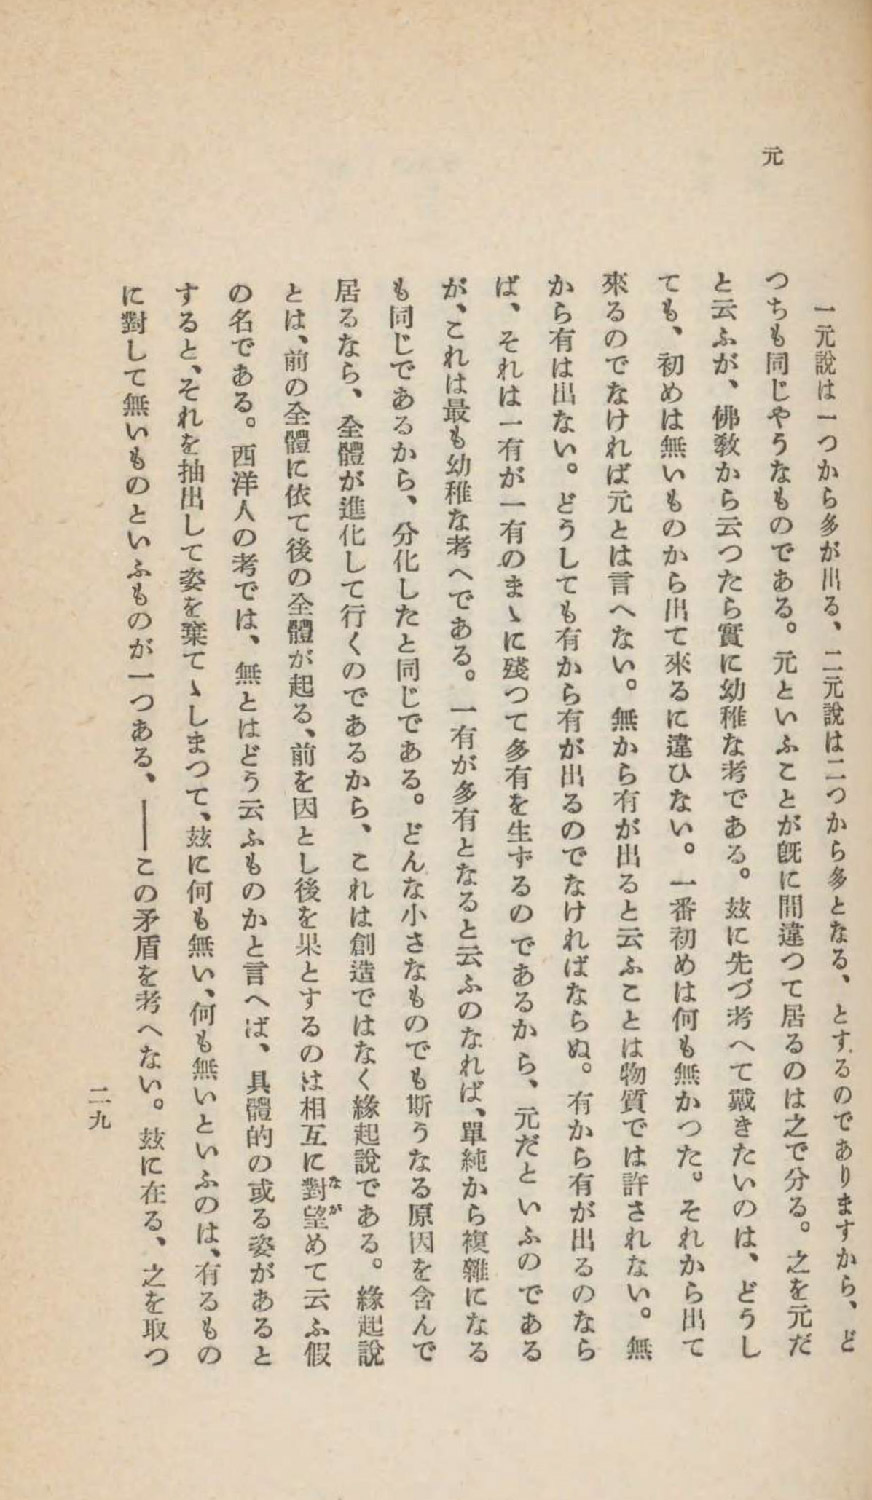 元
一元說は一つから多が出る、二元說は二つから多となる、とするのでありますから、ど
つちも同じやうなものである。元といふことが旣に間違つて居るのは之で分る。之を元だ
と云ふが、佛敎から云つたら實に幼稚な考である。玆に先づ考へて戴きたいのは、どうし
ても、初めは無いものから出て來るに違ひない。一番初めは何も無かつた。それから出て
來るのでなければ元とは言へない。無から有が出ると云ふことは物質では許されない。無
から有は出ない。どうしても有から有が出るのでなければならぬ。有から有が出るのなら
ば、それは一有が一有のまゝに殘つて多有を生ずるのであるから、元だといふのである
が、これは最も幼稚な考へである。一有が多有となると云ふのなれば、單純から複雜になる
も同じであるから、分化したと同じである。どんな小さなものでも斯うなる原因を含んで
居るなら、全體が進化して行くのであるから、これは創造ではなく緣起說である。緣起說
とは、前の全體に依て後の全體が起る、前を因とし後を果とするのは相互に對望めて云ふ假
の名である。西洋人の考では、無とはどう云ふものかと言へば、具體的の或る姿があると
すると、それを抽出して姿を棄てゝしまつて、玆に何も無い、何も無いといふのは、有るもの
に對して無いものといふものが一つある、――この矛盾を考へない。玆に在る、之を取つ
二九